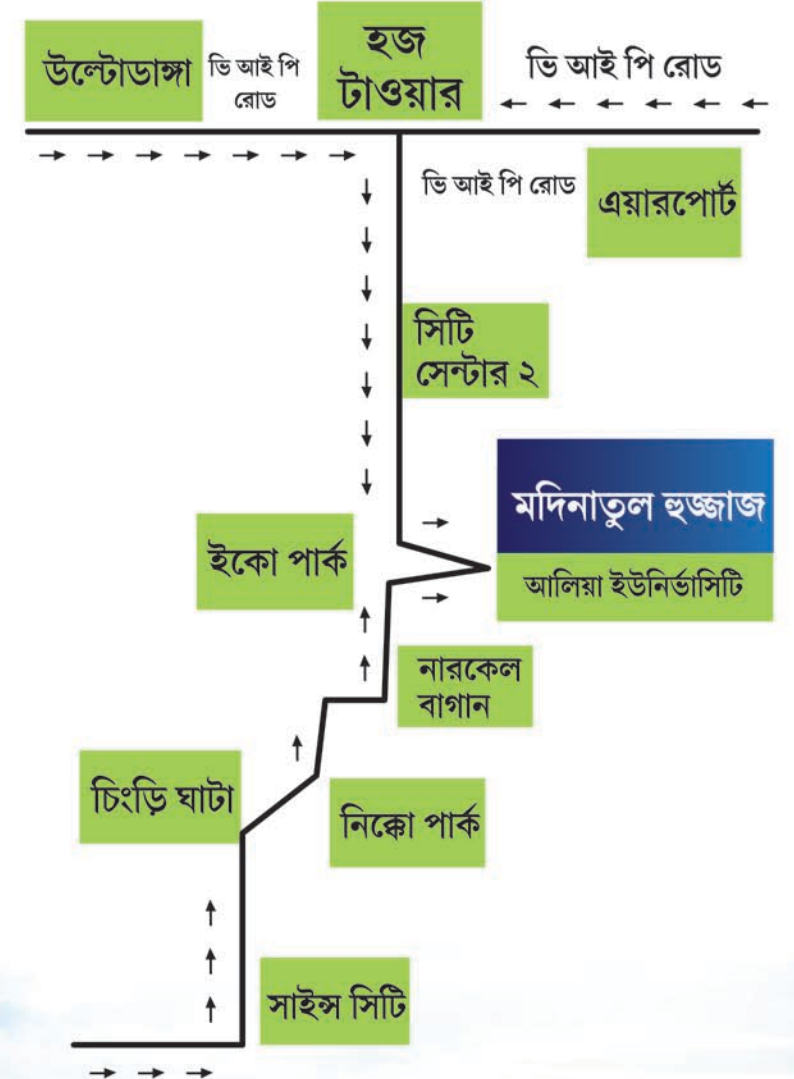 উল্টোডাঙ্গা
ভি আই পি
রোড
হজ
টাওয়ার
ভি আই পি রোড
ভি আই পি রোড
এয়ারপোর্ট
সিটি
সেন্টার ২
মদিনাতুল হুজ্জাজ
আলিয়া ইউনির্ভাসিটি
ইকো পার্ক
নারকেল
বাগান
চিংড়ি ঘাটা
নিক্কো পার্ক
সাইন্স সিটি